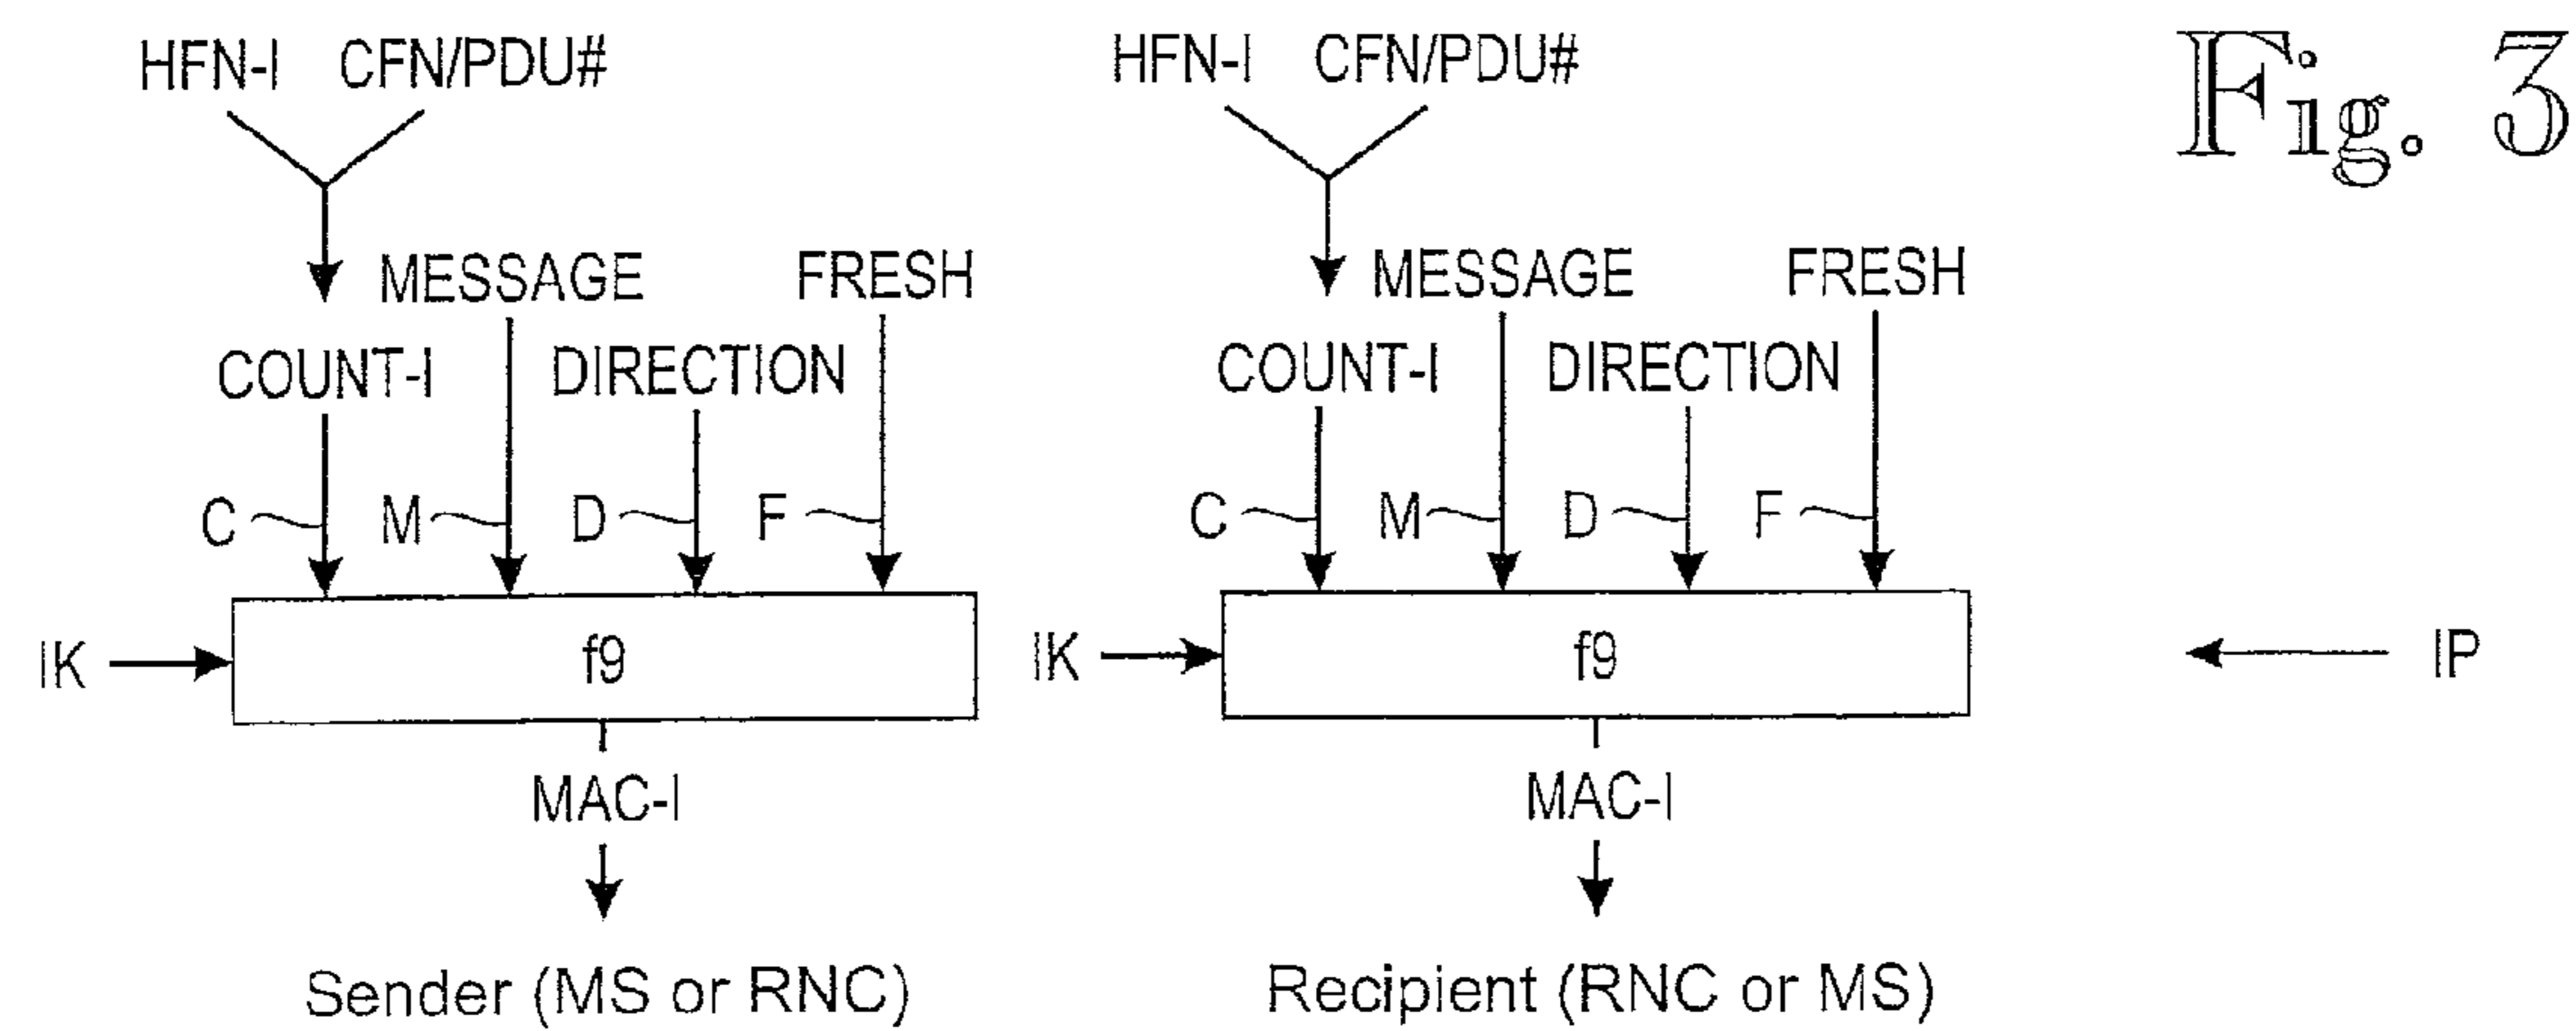 HFN-I CFN/PDU# HFN-I CFN/PDU# Fig. 3
MESSAGE FRESH MESSAGE FRESH
COUNT-I DIRECTION COUNT-I DIRECTION
C M D F C M D F
IK f9 IK f9 IP
MAC-I MAC-I
Sender (MS or RNC) Recipient (RNC or MS)